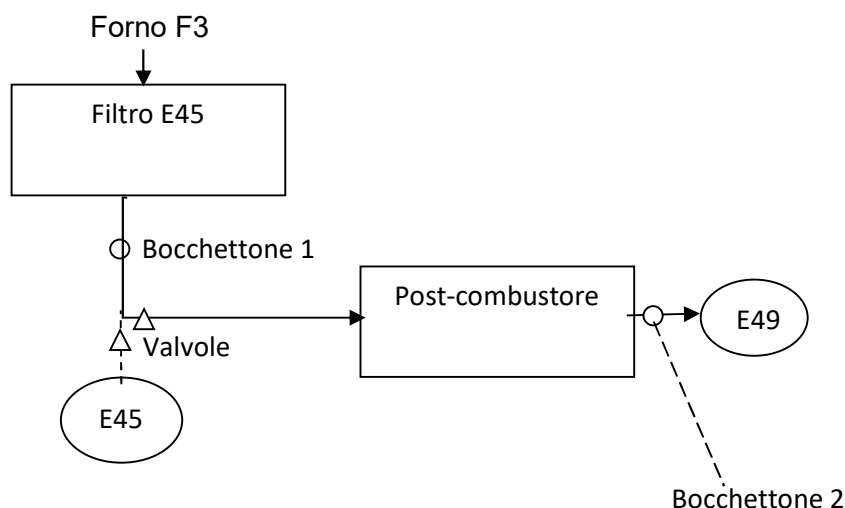 Forno F3
Filtro E45
Bocchettone 1
Post-combustore
E49
Valvole
E45
Bocchettone 2